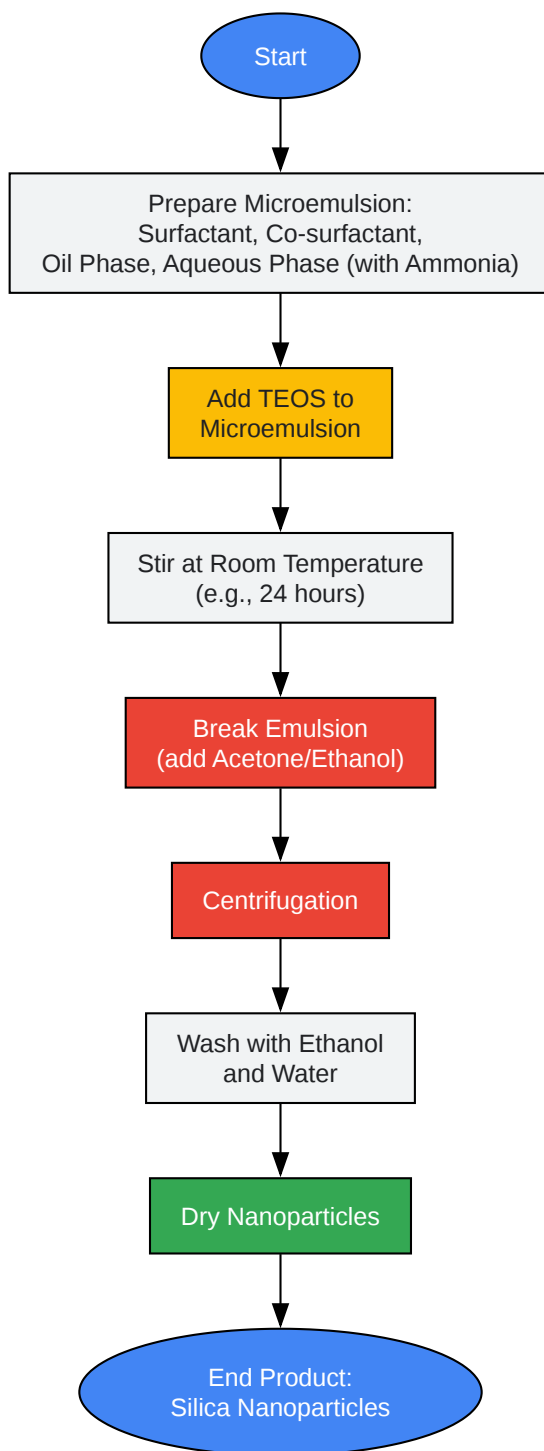 Start
Prepare Microemulsion:
Surfactant, Co-surfactant,
Oil Phase, Aqueous Phase (with Ammonia)
Add TEOS to
Microemulsion
Stir at Room Temperature
(e.g., 24 hours)
Break Emulsion
(add Acetone/Ethanol)
Centrifugation
Wash with Ethanol
and Water
Dry Nanoparticles
End Product:
Silica Nanoparticles